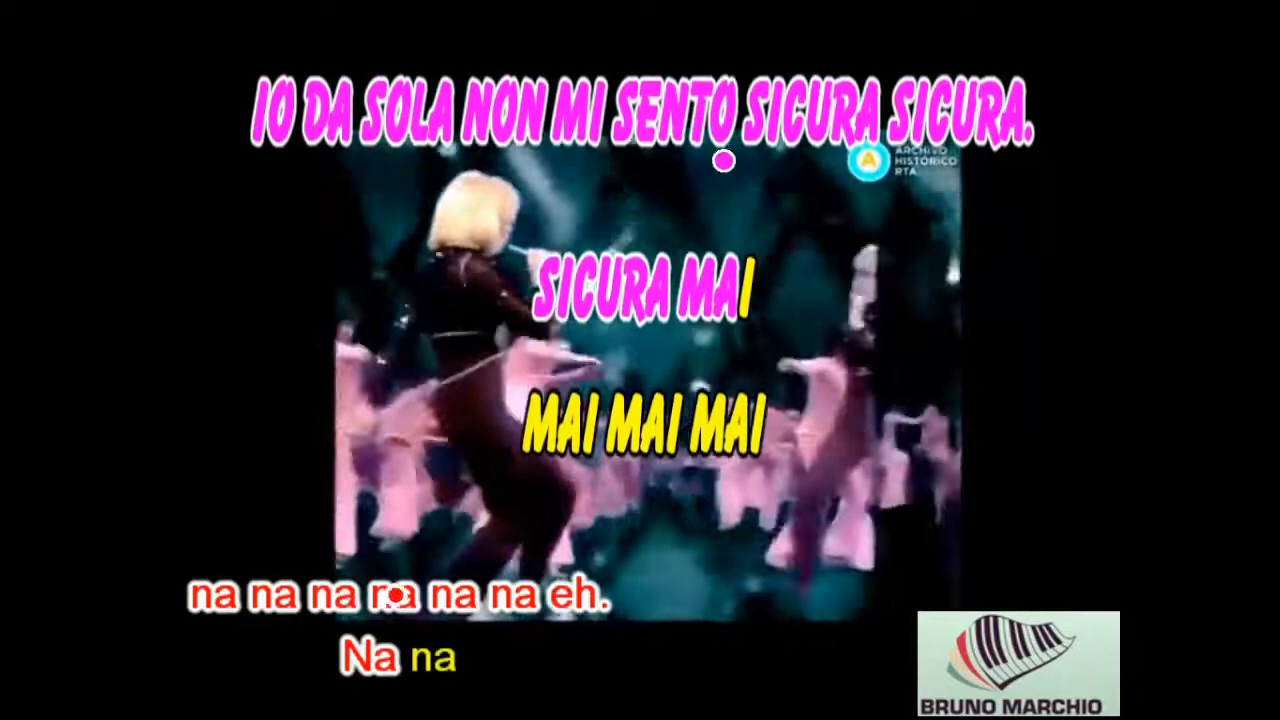 IO DA SOLA NON MI SENTO SICURA SICURA.
A
ARCHIVO
HISTÓRICO
RTA
SICURA MAI
MAI MAI MAI
na na na na na na eh.
Na na
BRUNO MARCHIO